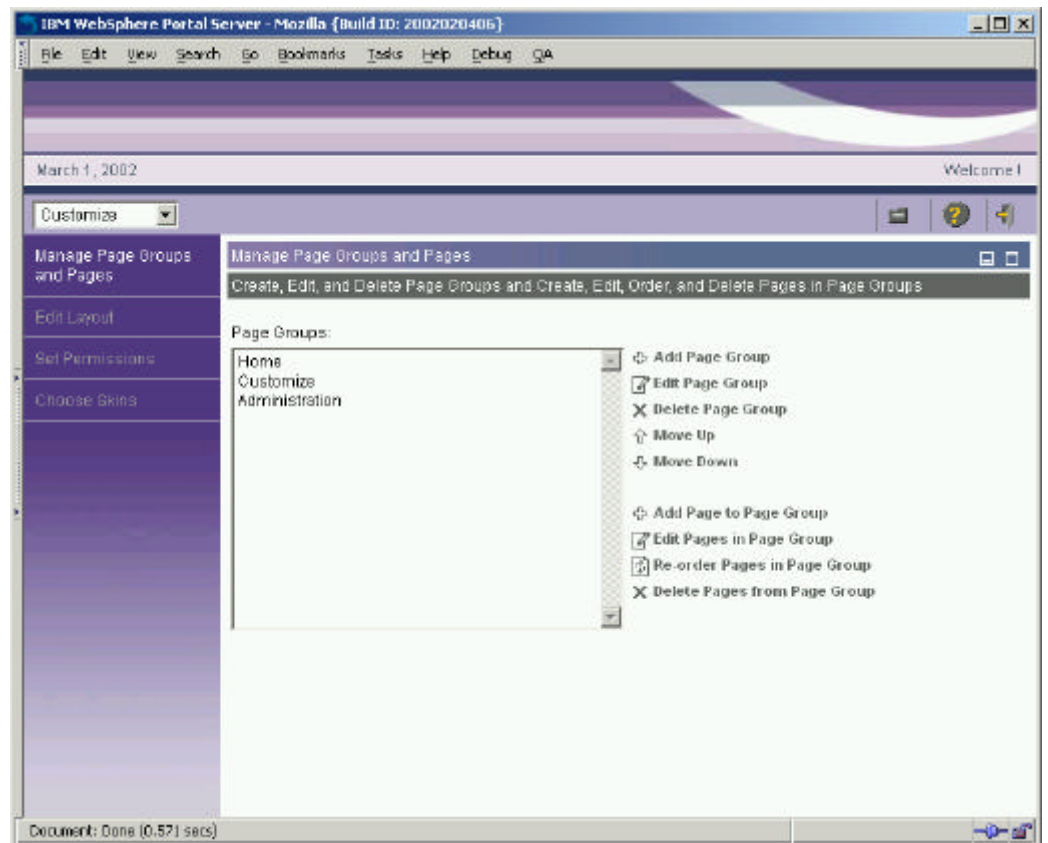 IBM WebSphere Portal Server - Mozilla {Build ID: 2002020406}
File Edit View Search Go Bookmarks Tasks Help Debug QA
March 1, 2002 Welcome!
Customize
Manage Page Groups and Pages
Edit Layout
Set Permissions
Choose Skins
Manage Page Groups and Pages
Create, Edit, and Delete Page Groups and Create, Edit, Order, and Delete Pages in Page Groups
Page Groups:
Home
Customize
Administration
Add Page Group
Edit Page Group
Delete Page Group
Move Up
Move Down
Add Page to Page Group
Edit Pages in Page Group
Re-order Pages in Page Group
Delete Pages from Page Group
Document: Done (0.571 secs)